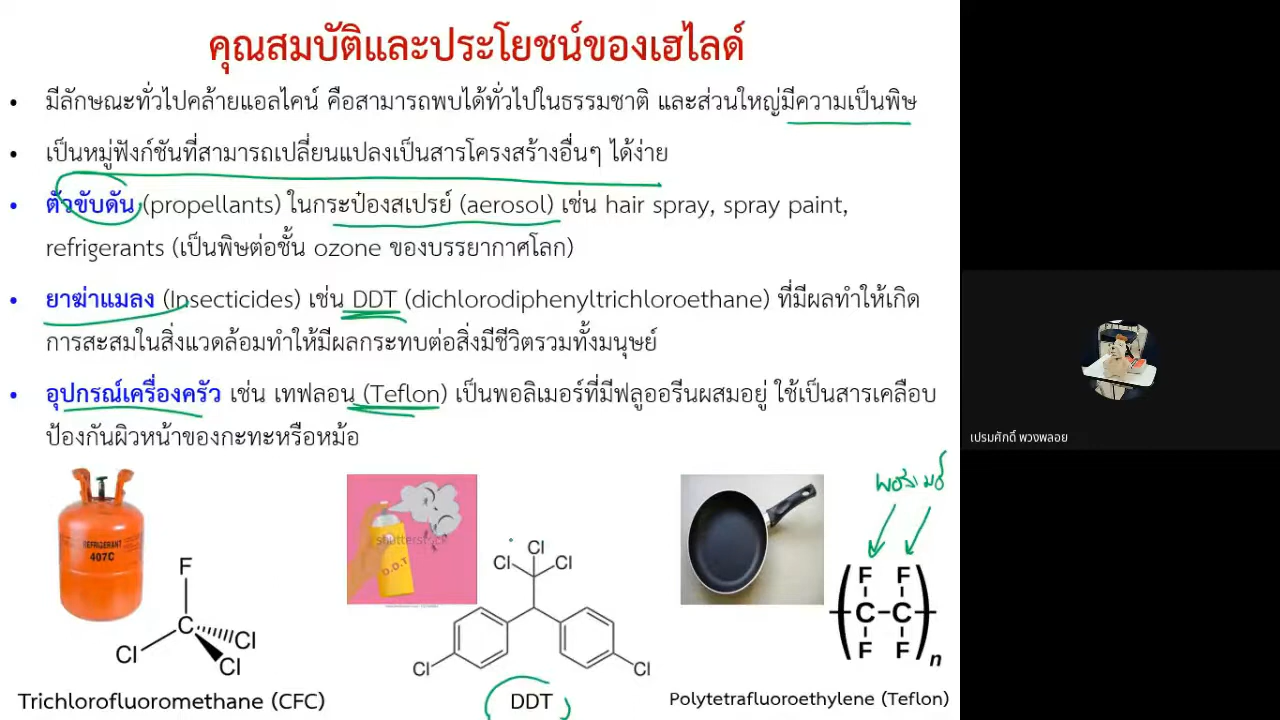 คุณสมบัติและประโยชน์ของเฮไลด์
• มีลักษณะทั่วไปคล้ายแอลไคน์ คือสามารถพบได้ทั่วไปในธรรมชาติ และส่วนใหญ่มีความเป็นพิษ
• เป็นหมู่ฟังก์ชันที่สามารถเปลี่ยนแปลงเป็นสารโครงสร้างอื่นๆ ได้ง่าย
• ตัวขับดัน (propellants) ในกระป๋องสเปรย์ (aerosol) เช่น hair spray, spray paint,
refrigerants (เป็นพิษต่อชั้น ozone ของบรรยากาศโลก)
• ยาฆ่าแมลง (Insecticides) เช่น DDT (dichlorodiphenyltrichloroethane) ที่มีผลทำให้เกิด
การสะสมในสิ่งแวดล้อมทำให้มีผลกระทบต่อสิ่งมีชีวิตรวมทั้งมนุษย์
• อุปกรณ์เครื่องครัว เช่น เทฟลอน (Teflon) เป็นพอลิเมอร์ที่มีฟลูออรีนผสมอยู่ ใช้เป็นสารเคลือบ
ป้องกันผิวหน้าของกะทะหรือหม้อ
เปรมศักดิ์ พวงพลอย
พอลิเมอร์
REFRIGERANT
407C
F
C
Cl
Cl
Cl
shutterstock
D.D.T
Cl
Cl Cl
Cl Cl
F F
C-C
F F
n
Trichlorofluoromethane (CFC)
DDT
Polytetrafluoroethylene (Teflon)